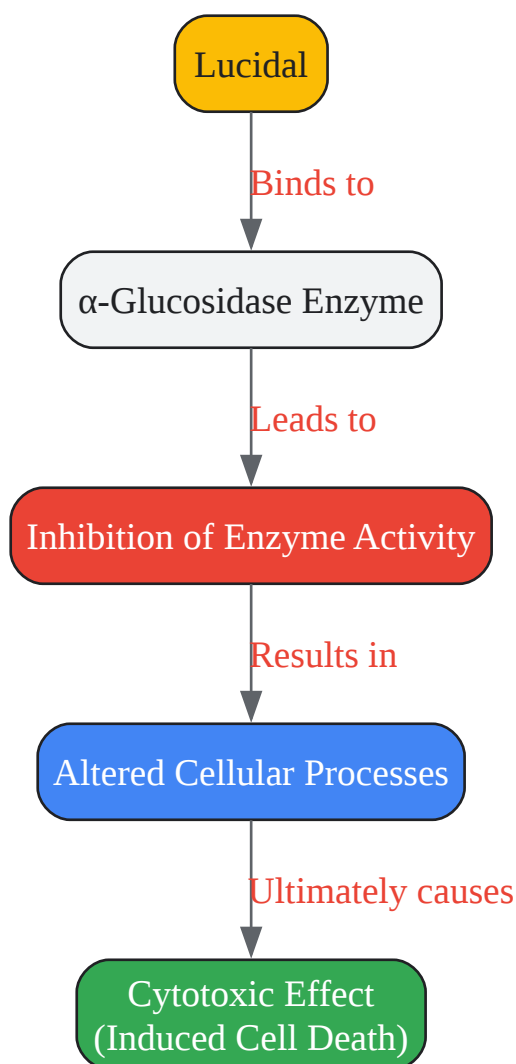 Lucidal
Binds to
α-Glucosidase Enzyme
Leads to
Inhibition of Enzyme Activity
Results in
Altered Cellular Processes
Ultimately causes
Cytotoxic Effect
(Induced Cell Death)